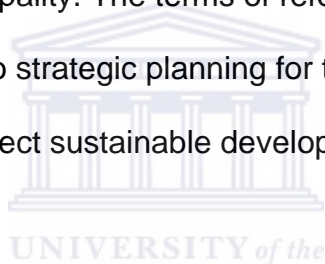 pality. The terms of refe
strategic planning for t
ect sustainable develop
UNIVERSITY of the